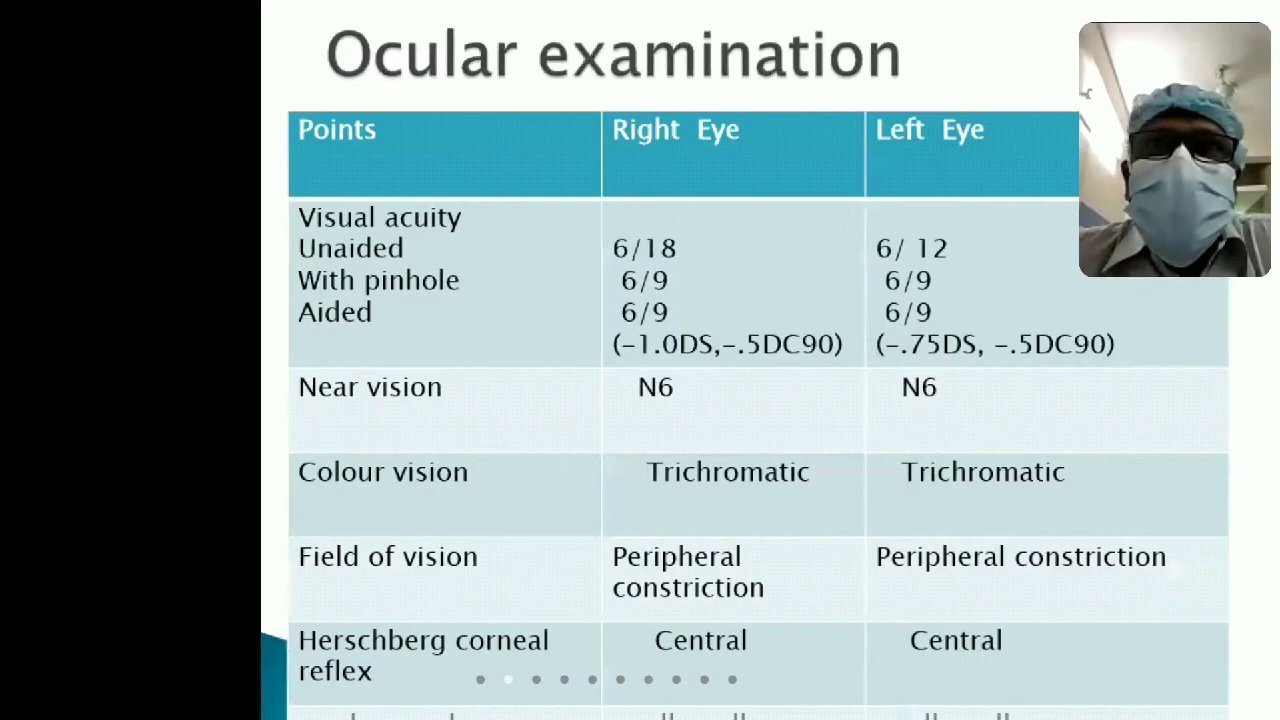 Ocular examination
Points Right Eye Left Eye
Visual acuity
Unaided 6/18 6/ 12
With pinhole 6/9 6/9
Aided 6/9 6/9
(-1.0DS,-.5DC90) (-.75DS, -.5DC90)
Near vision N6 N6
Colour vision Trichromatic Trichromatic
Field of vision Peripheral Peripheral constriction
constriction
Herschberg corneal Central Central
reflex